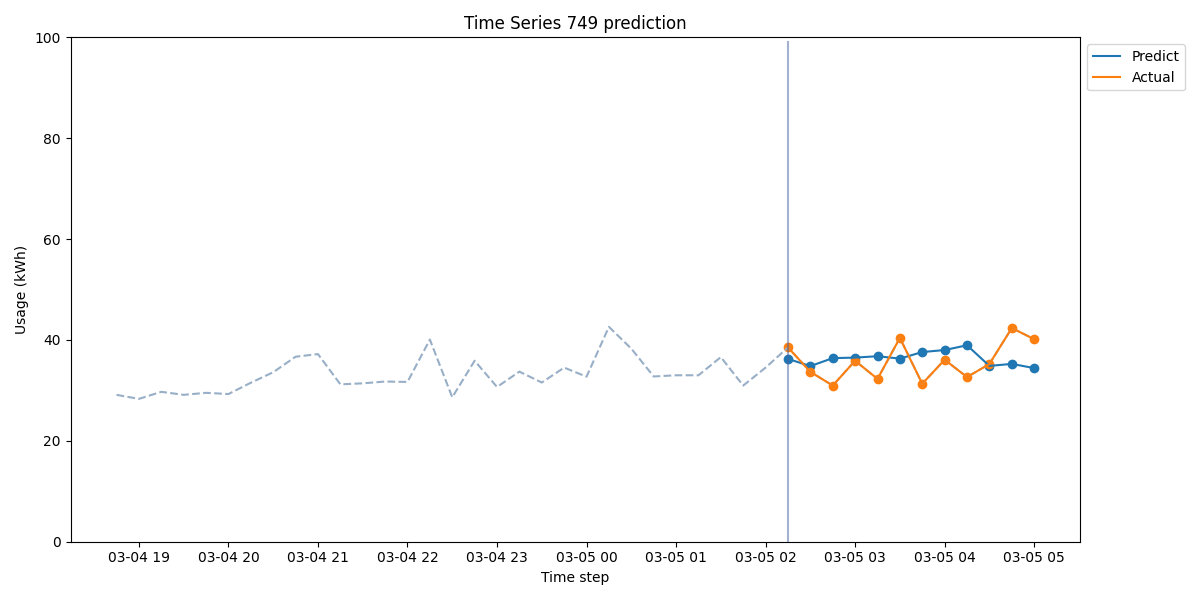 Time Series 749 prediction
Usage (kWh)
100
80
60
40
20
0
Predict
Actual
03-04 19 03-04 20 03-04 21 03-04 22 03-04 23 03-05 00 03-05 01 03-05 02 03-05 03 03-05 04 03-05 05
Time step